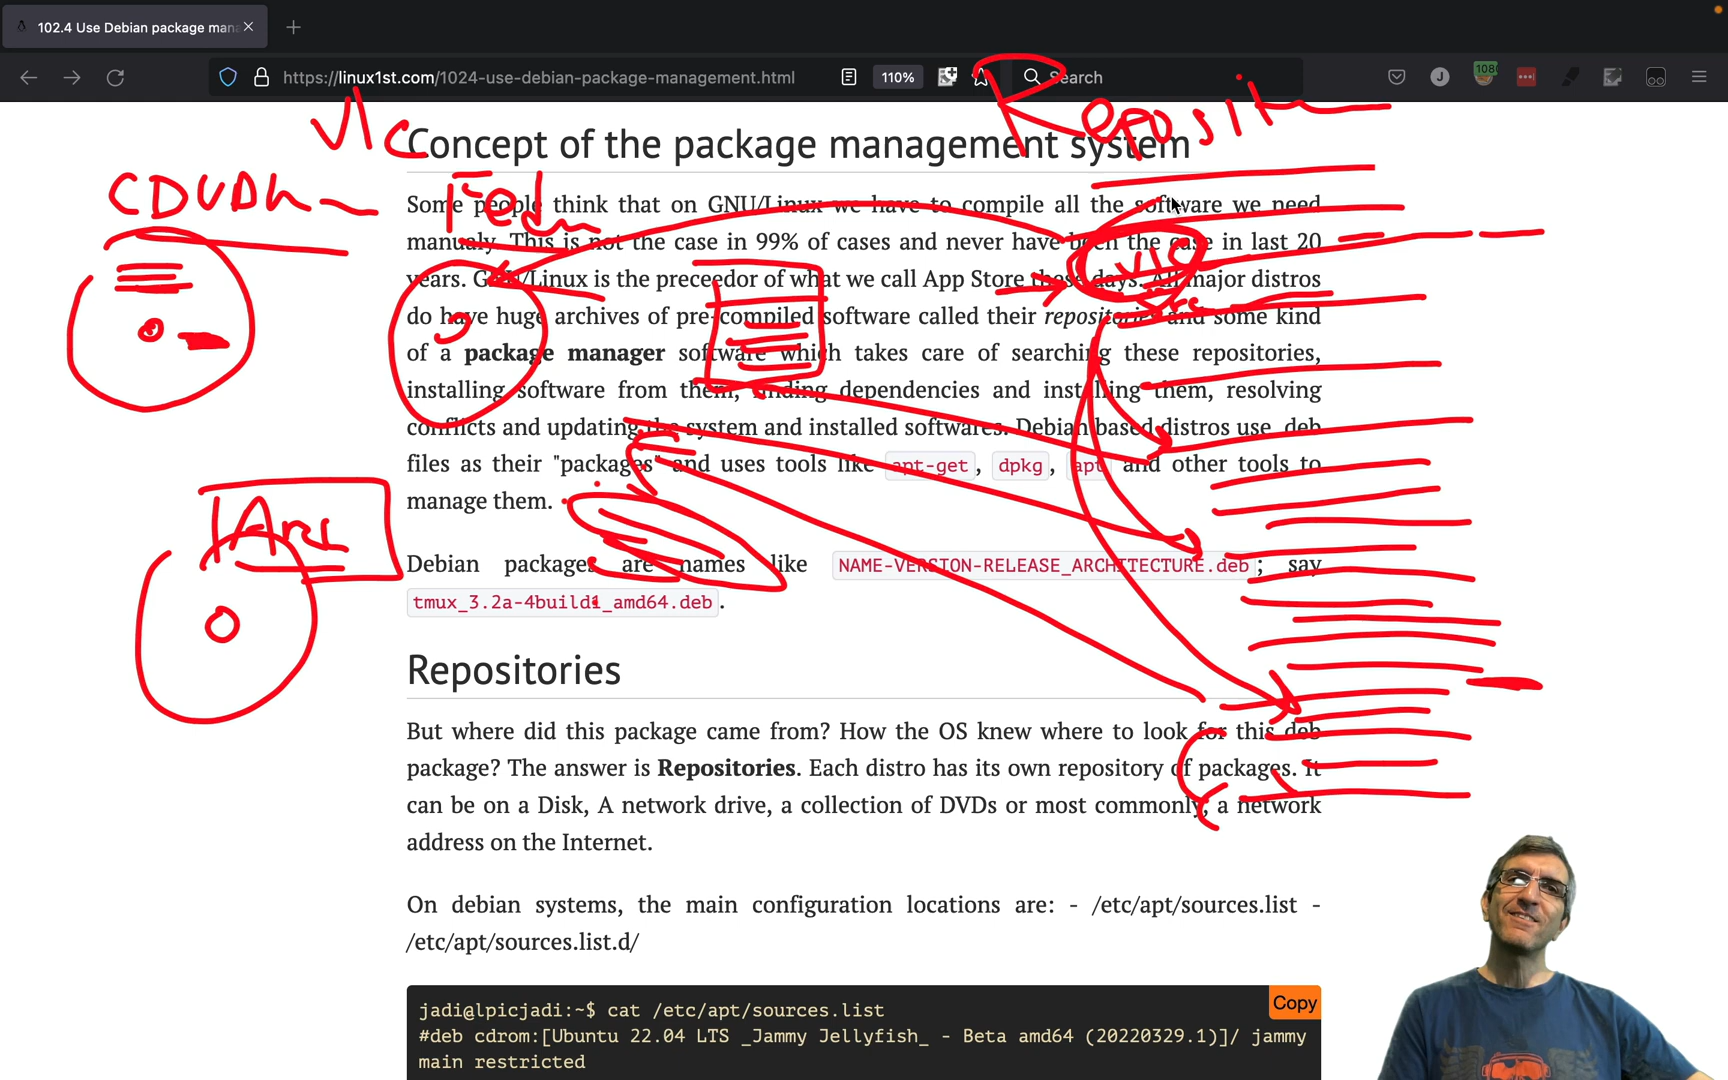 102.4 Use Debian package mana
https://linux1st.com/1024-use-debian-package-management.html
110%
Search
J
108
Vlc
Reposit
Concept of the package management system
Fed
Some people think that on GNU/Linux we have to compile all the software we need
manualy. This is not the case in 99% of cases and never have been the case in last 20
vlc
years. GNU/Linux is the preceedor of what we call App Store these days. All major distros
do have huge archives of pre-compiled software called their repositories and some kind
of a package manager software which takes care of searching these repositories,
installing software from them, finding dependencies and installing them, resolving
conflicts and updating the system and installed softwares. Debian based distros use .deb
files as their "packages" and uses tools like apt-get, dpkg, apt and other tools to
manage them.
Debian packages are names like NAME-VERSION-RELEASE_ARCHITECTURE.deb; say
tmux_3.2a-4build1_amd64.deb.
Repositories
But where did this package came from? How the OS knew where to look for this deb
package? The answer is Repositories. Each distro has its own repository of packages. It
can be on a Disk, A network drive, a collection of DVDs or most commonly, a network
address on the Internet.
On debian systems, the main configuration locations are: - /etc/apt/sources.list -
/etc/apt/sources.list.d/
Copy
jadi@lpicjadi:~$ cat /etc/apt/sources.list
#deb cdrom:[Ubuntu 22.04 LTS _Jammy Jellyfish_ - Beta amd64 (20220329.1)]/ jammy
main restricted